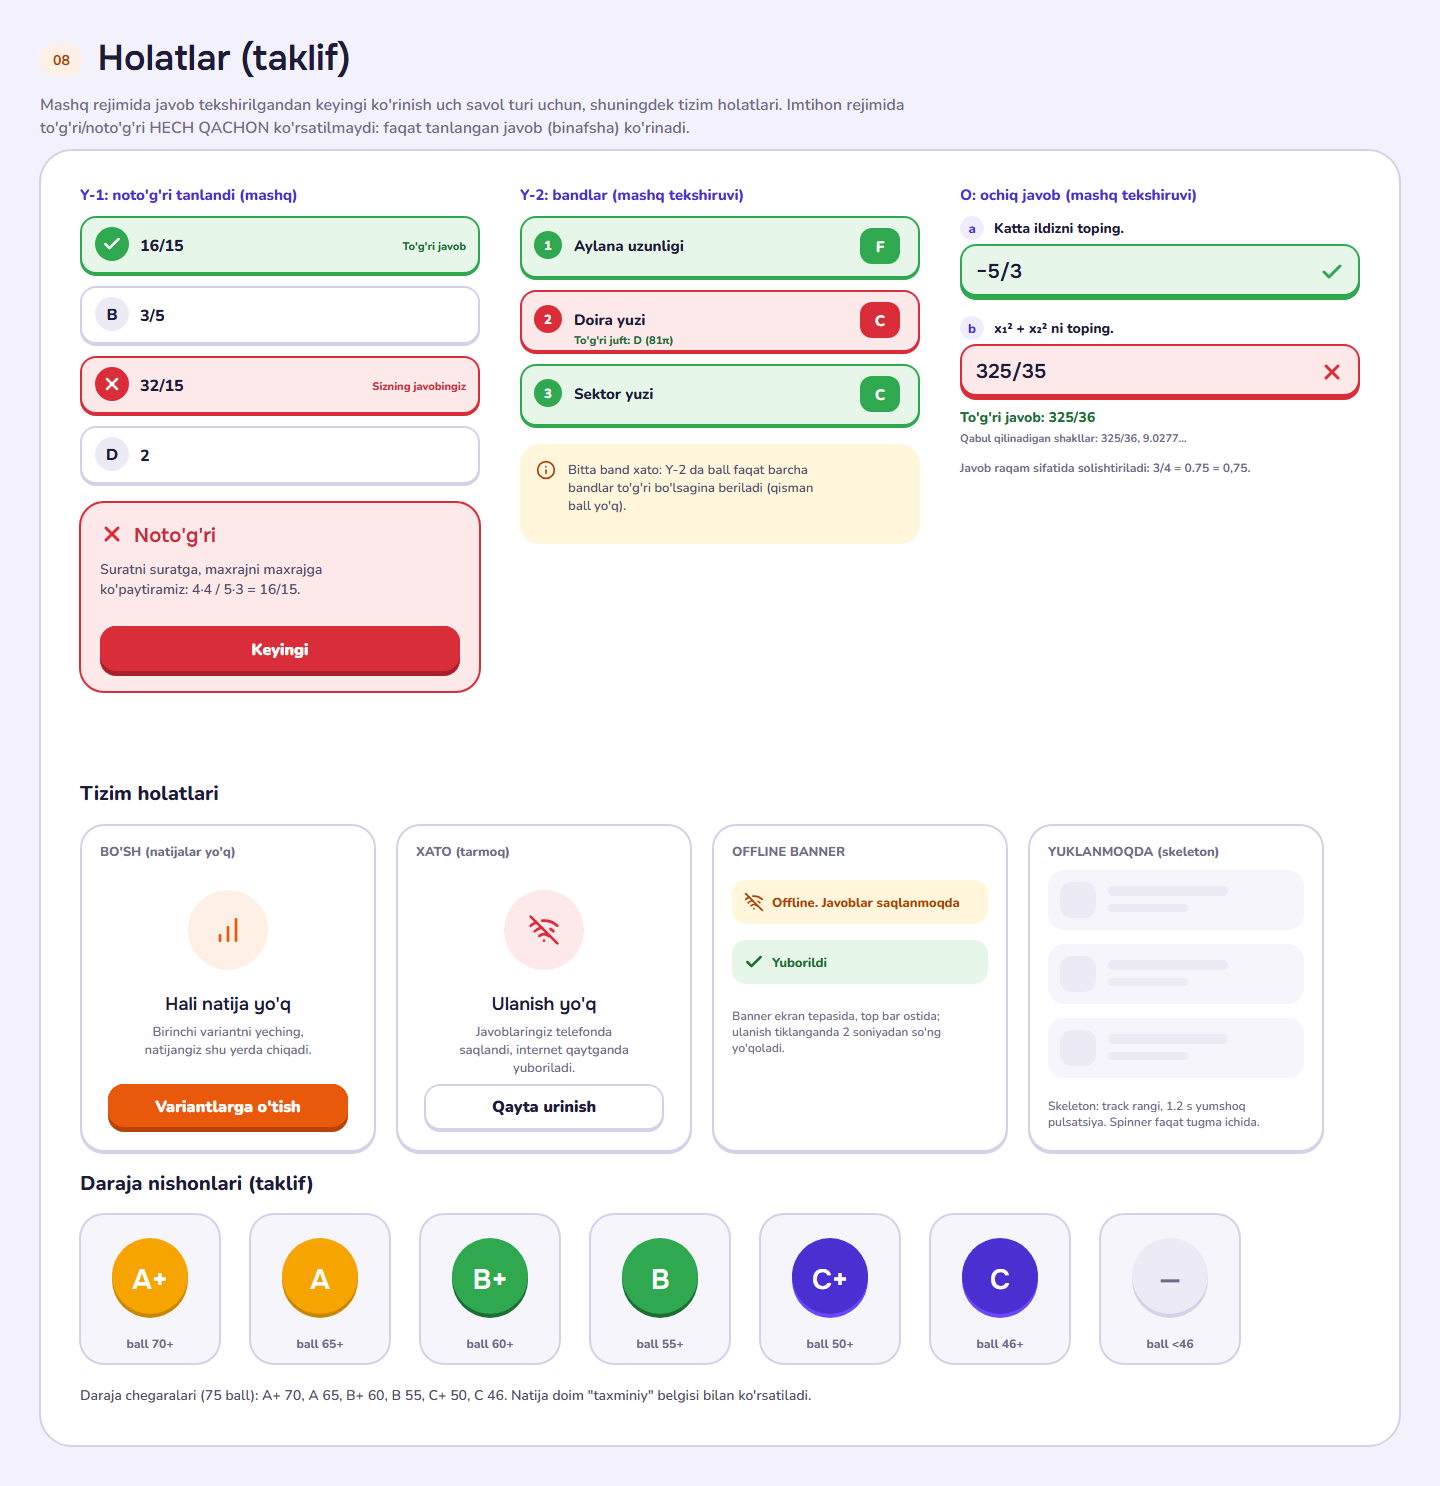 08 Holatlar (taklif)
Mashq rejimida javob tekshirilgandan keyingi ko'rinish uch savol turi uchun, shuningdek tizim holatlari. Imtihon rejimida
to'g'ri/noto'g'ri HECH QACHON ko'rsatilmaydi: faqat tanlangan javob (binafsha) ko'rinadi.
Y-1: noto'g'ri tanlandi (mashq)
16/15 To'g'ri javob
B 3/5
32/15 Sizning javobingiz
D 2
Noto'g'ri
Suratni suratga, maxrajni maxrajga
ko'paytiramiz: 4·4 / 5·3 = 16/15.
Keyingi
Y-2: bandlar (mashq tekshiruvi)
1 Aylana uzunligi F
2 Doira yuzi C
To'g'ri juft: D (81π)
3 Sektor yuzi C
Bitta band xato: Y-2 da ball faqat barcha
bandlar to'g'ri bo'lsagina beriladi (qisman
ball yo'q).
O: ochiq javob (mashq tekshiruvi)
a Katta ildizni toping.
-5/3
b x₁² + x₂² ni toping.
325/35
To'g'ri javob: 325/36
Qabul qilinadigan shakllar: 325/36, 9.0277...
Javob raqam sifatida solishtiriladi: 3/4 = 0.75 = 0,75.
Tizim holatlari
BO'SH (natijalar yo'q)
Hali natija yo'q
Birinchi variantni yeching,
natijangiz shu yerda chiqadi.
Variantlarga o'tish
XATO (tarmoq)
Ulanish yo'q
Javoblaringiz telefonda
saqlandi, internet qaytganda
yuboriladi.
Qayta urinish
OFFLINE BANNER
Offline. Javoblar saqlanmoqda
Yuborildi
Banner ekran tepasida, top bar ostida;
ulanish tiklanganda 2 soniyadan so'ng
yo'qoladi.
YUKLANMOQDA (skeleton)
Skeleton: track rangi, 1.2 s yumshoq
pulsatsiya. Spinner faqat tugma ichida.
Daraja nishonlari (taklif)
A+ A B+ B C+ C –
ball 70+ ball 65+ ball 60+ ball 55+ ball 50+ ball 46+ ball <46
Daraja chegaralari (75 ball): A+ 70, A 65, B+ 60, B 55, C+ 50, C 46. Natija doim "taxminiy" belgisi bilan ko'rsatiladi.